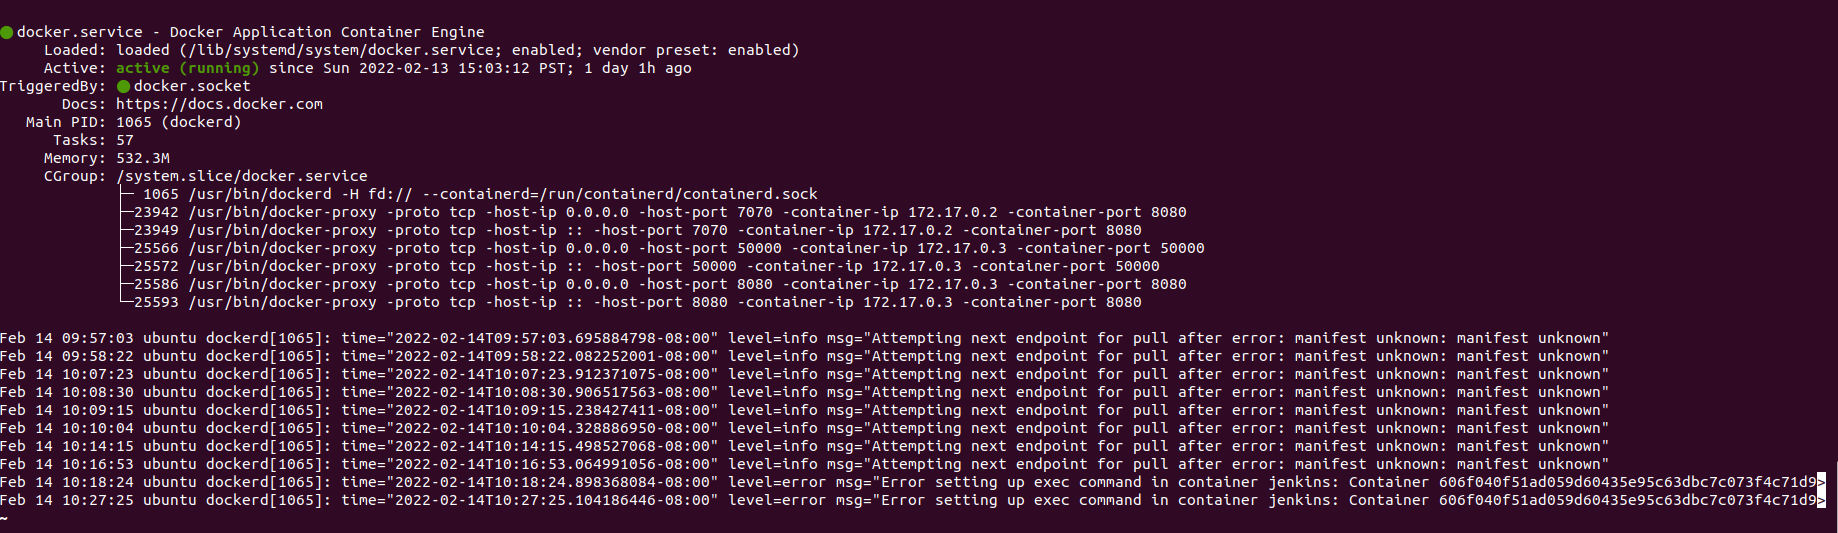 docker.service - Docker Application Container Engine
Loaded: loaded (/lib/systemd/system/docker.service; enabled; vendor preset: enabled)
Active: active (running) since Sun 2022-02-13 15:03:12 PST; 1 day 1h ago
TriggeredBy: docker.socket
Docs: https://docs.docker.com
Main PID: 1065 (dockerd)
Tasks: 57
Memory: 532.3M
CGroup: /system.slice/docker.service
├─ 1065 /usr/bin/dockerd -H fd:// --containerd=/run/containerd/containerd.sock
├─23942 /usr/bin/docker-proxy -proto tcp -host-ip 0.0.0.0 -host-port 7070 -container-ip 172.17.0.2 -container-port 8080
├─23949 /usr/bin/docker-proxy -proto tcp -host-ip :: -host-port 7070 -container-ip 172.17.0.2 -container-port 8080
├─25566 /usr/bin/docker-proxy -proto tcp -host-ip 0.0.0.0 -host-port 50000 -container-ip 172.17.0.3 -container-port 50000
├─25572 /usr/bin/docker-proxy -proto tcp -host-ip :: -host-port 50000 -container-ip 172.17.0.3 -container-port 50000
├─25586 /usr/bin/docker-proxy -proto tcp -host-ip 0.0.0.0 -host-port 8080 -container-ip 172.17.0.3 -container-port 8080
└─25593 /usr/bin/docker-proxy -proto tcp -host-ip :: -host-port 8080 -container-ip 172.17.0.3 -container-port 8080
Feb 14 09:57:03 ubuntu dockerd[1065]: time="2022-02-14T09:57:03.695884798-08:00" level=info msg="Attempting next endpoint for pull after error: manifest unknown: manifest unknown"
Feb 14 09:58:22 ubuntu dockerd[1065]: time="2022-02-14T09:58:22.082252001-08:00" level=info msg="Attempting next endpoint for pull after error: manifest unknown: manifest unknown"
Feb 14 10:07:23 ubuntu dockerd[1065]: time="2022-02-14T10:07:23.912371075-08:00" level=info msg="Attempting next endpoint for pull after error: manifest unknown: manifest unknown"
Feb 14 10:08:30 ubuntu dockerd[1065]: time="2022-02-14T10:08:30.906517563-08:00" level=info msg="Attempting next endpoint for pull after error: manifest unknown: manifest unknown"
Feb 14 10:09:15 ubuntu dockerd[1065]: time="2022-02-14T10:09:15.238427411-08:00" level=info msg="Attempting next endpoint for pull after error: manifest unknown: manifest unknown"
Feb 14 10:10:04 ubuntu dockerd[1065]: time="2022-02-14T10:10:04.328886950-08:00" level=info msg="Attempting next endpoint for pull after error: manifest unknown: manifest unknown"
Feb 14 10:14:15 ubuntu dockerd[1065]: time="2022-02-14T10:14:15.498527068-08:00" level=info msg="Attempting next endpoint for pull after error: manifest unknown: manifest unknown"
Feb 14 10:16:53 ubuntu dockerd[1065]: time="2022-02-14T10:16:53.064991056-08:00" level=info msg="Attempting next endpoint for pull after error: manifest unknown: manifest unknown"
Feb 14 10:18:24 ubuntu dockerd[1065]: time="2022-02-14T10:18:24.898368084-08:00" level=error msg="Error setting up exec command in container jenkins: Container 606f040f51ad059d60435e95c63dbc7c073f4c71d9>
Feb 14 10:27:25 ubuntu dockerd[1065]: time="2022-02-14T10:27:25.104186446-08:00" level=error msg="Error setting up exec command in container jenkins: Container 606f040f51ad059d60435e95c63dbc7c073f4c71d9>
~